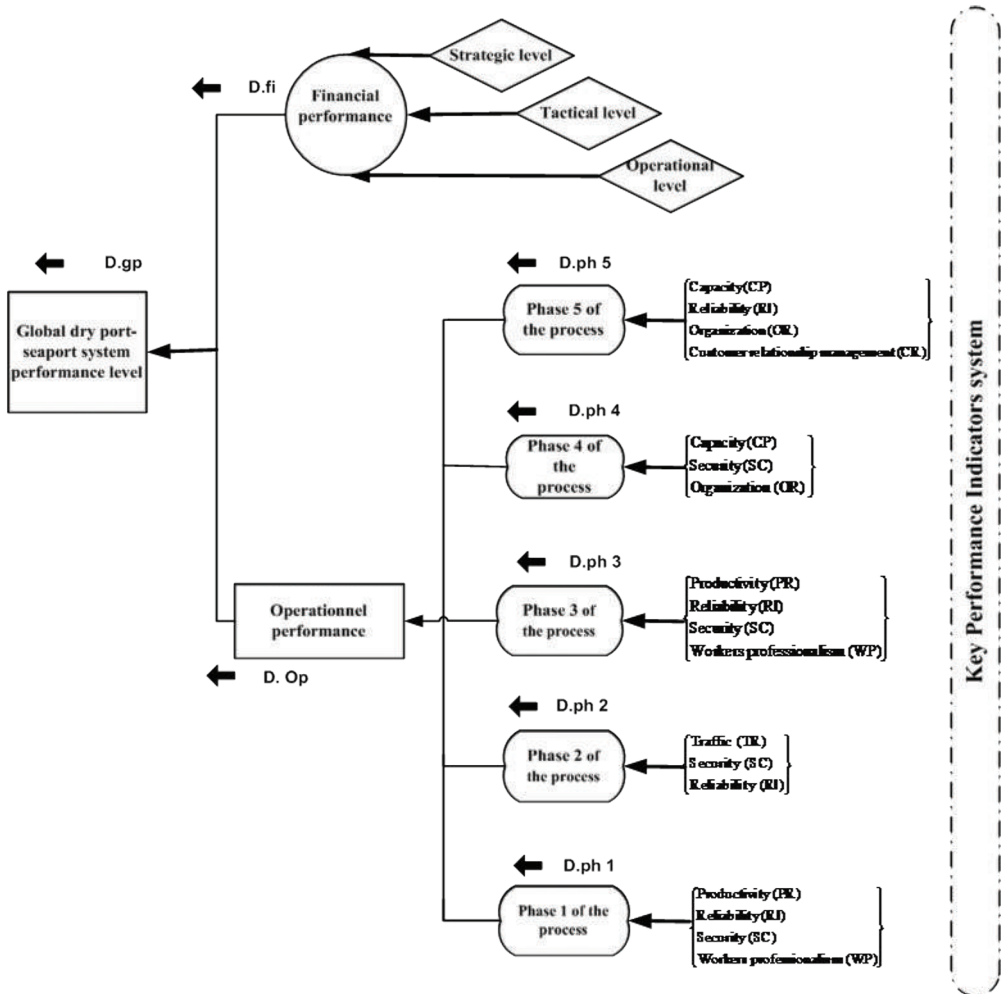 Strategic level
D.fi
Financial
performance
Tactical level
Operational
level
D.gp
Global dry port-
seaport system
performance level
D.ph 5
Phase 5 of
the process
Capacity (CP)
Reliability (RI)
Organization (OR)
Customer relationship management (CR)
D.ph 4
Phase 4 of
the
process
Capacity (CP)
Security (SC)
Organization (OR)
D.ph 3
Operationnel
performance
D. Op
Phase 3 of
the process
Productivity (PR)
Reliability (RI)
Security (SC)
Workers professionalism (WP)
D.ph 2
Phase 2 of
the process
Traffic (TR)
Security (SC)
Reliability (RI)
D.ph 1
Phase 1 of the
process
Productivity (PR)
Reliability (RI)
Security (SC)
Workers professionalism (WP)
Key Performance Indicators system